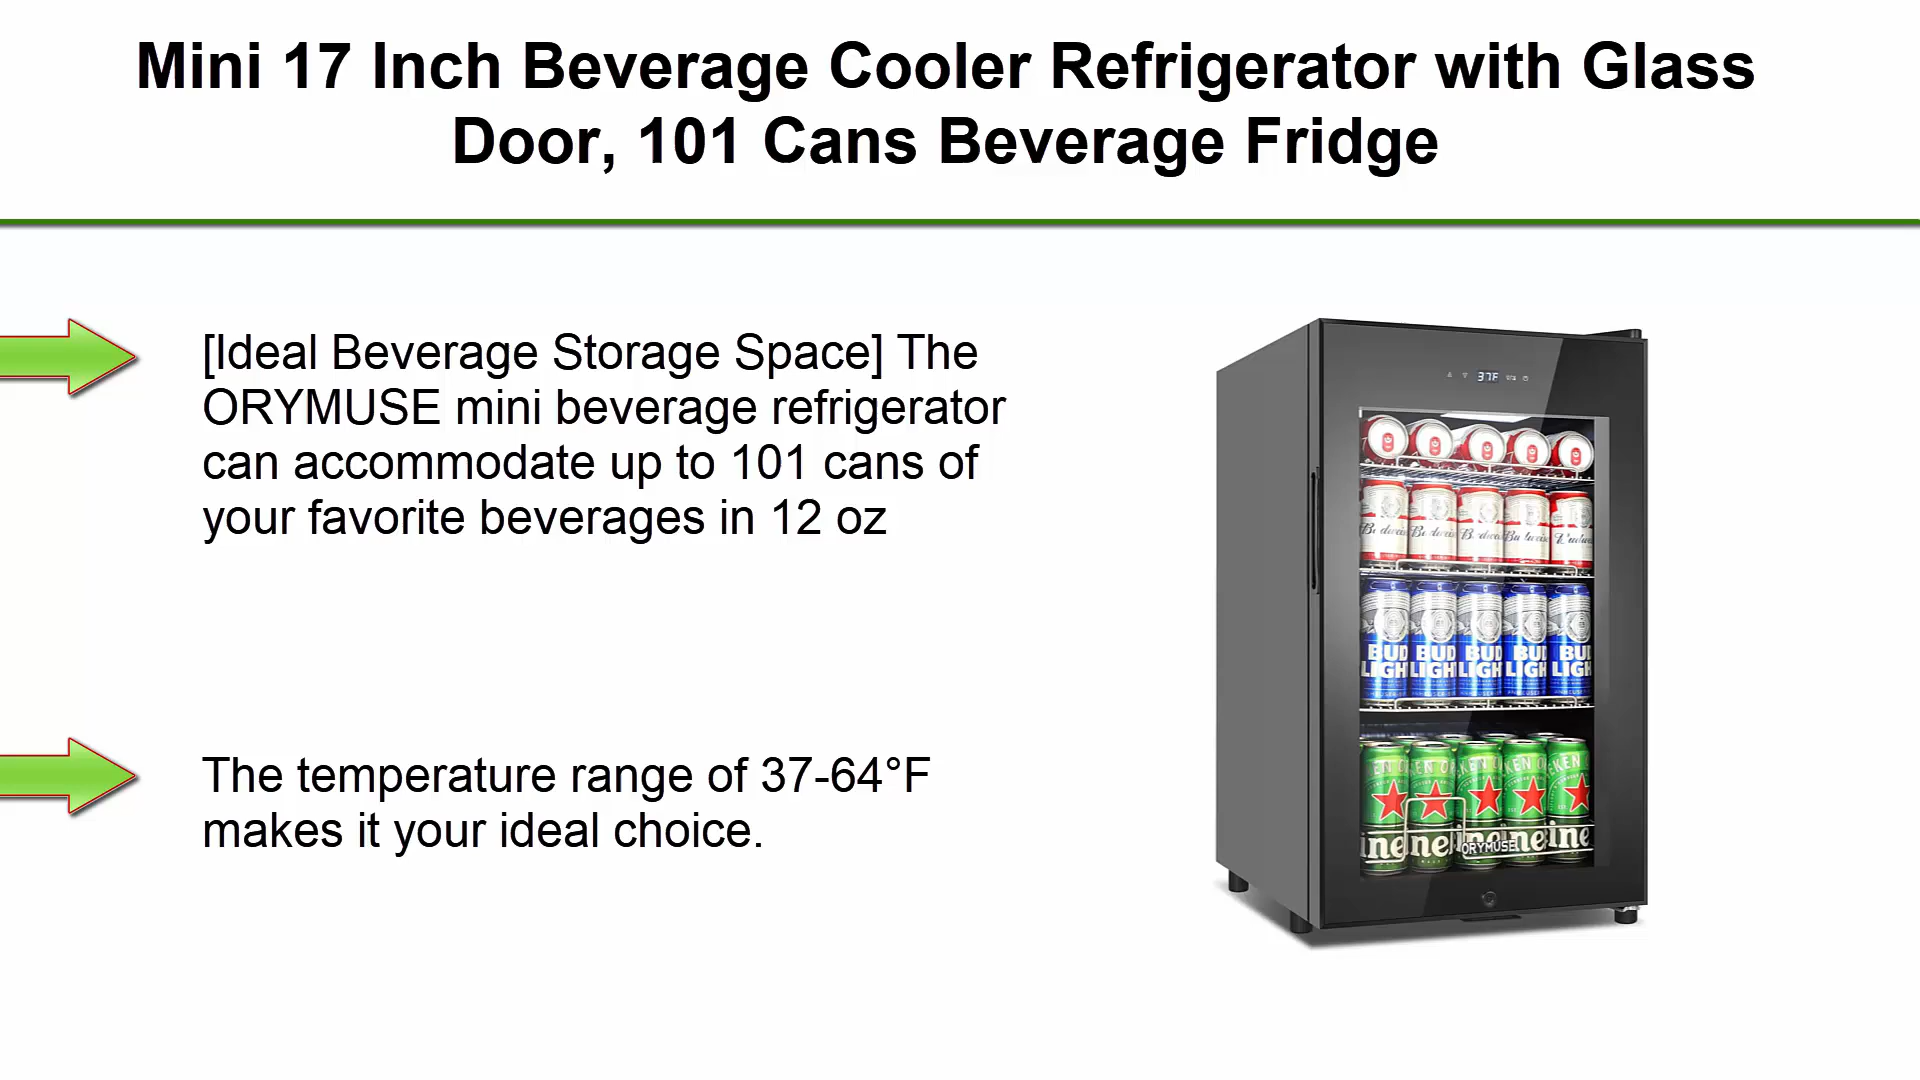 Mini 17 Inch Beverage Cooler Refrigerator with Glass
Door, 101 Cans Beverage Fridge
[Ideal Beverage Storage Space] The
ORYMUSE mini beverage refrigerator
can accommodate up to 101 cans of
your favorite beverages in 12 oz
The temperature range of 37-64°F
makes it your ideal choice.
37F
BUD BUD BUD BUD BUD
LIGH LIGH LIGH LIGH LIGH
ORYMUSE